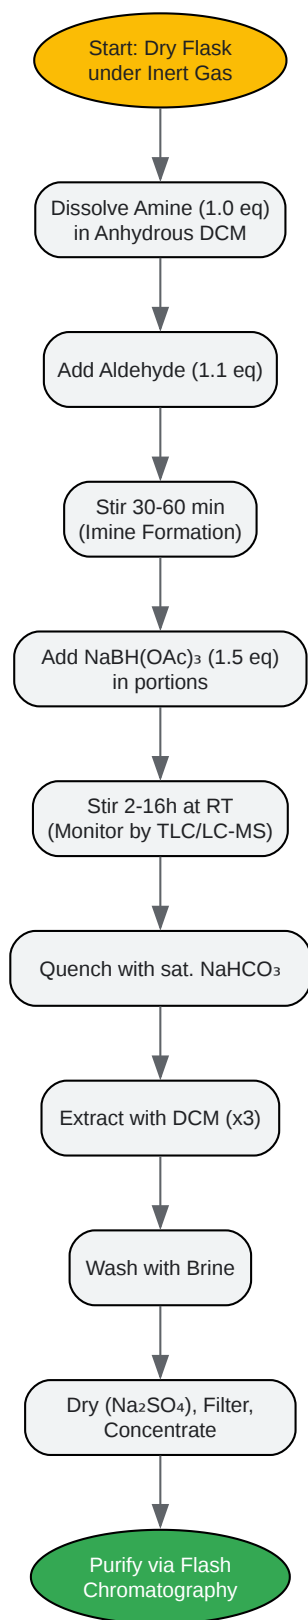 Start: Dry Flask
under Inert Gas
Dissolve Amine (1.0 eq)
in Anhydrous DCM
Add Aldehyde (1.1 eq)
Stir 30-60 min
(Imine Formation)
Add NaBH(OAc)₃ (1.5 eq)
in portions
Stir 2-16h at RT
(Monitor by TLC/LC-MS)
Quench with sat. NaHCO₃
Extract with DCM (x3)
Wash with Brine
Dry (Na₂SO₄), Filter,
Concentrate
Purify via Flash
Chromatography